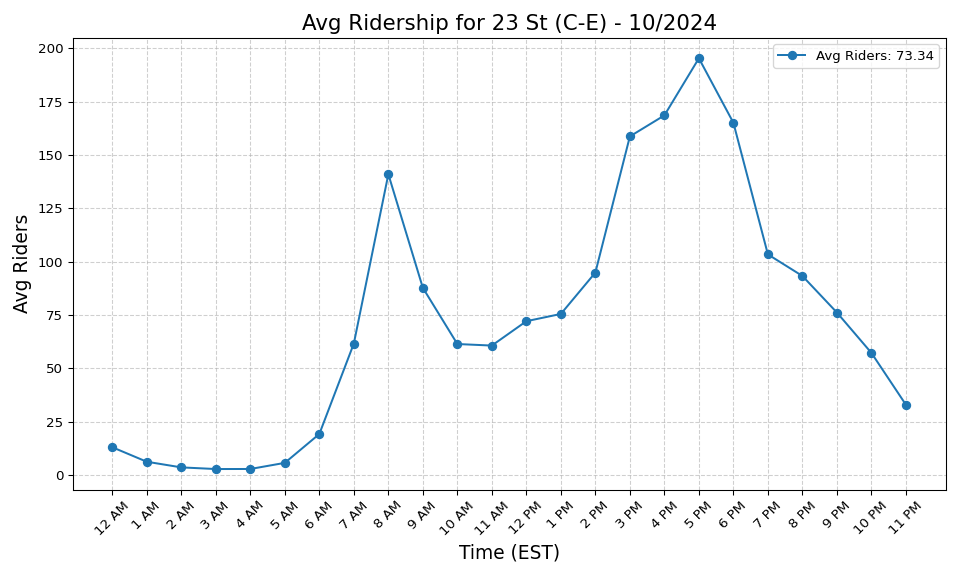 Avg Ridership for 23 St (C-E) - 10/2024
Avg Riders: 73.34
Avg Riders
200
175
150
125
100
75
50
25
0
12 AM
1 AM
2 AM
3 AM
4 AM
5 AM
6 AM
7 AM
8 AM
9 AM
10 AM
11 AM
12 PM
1 PM
2 PM
3 PM
4 PM
5 PM
6 PM
7 PM
8 PM
9 PM
10 PM
11 PM
Time (EST)